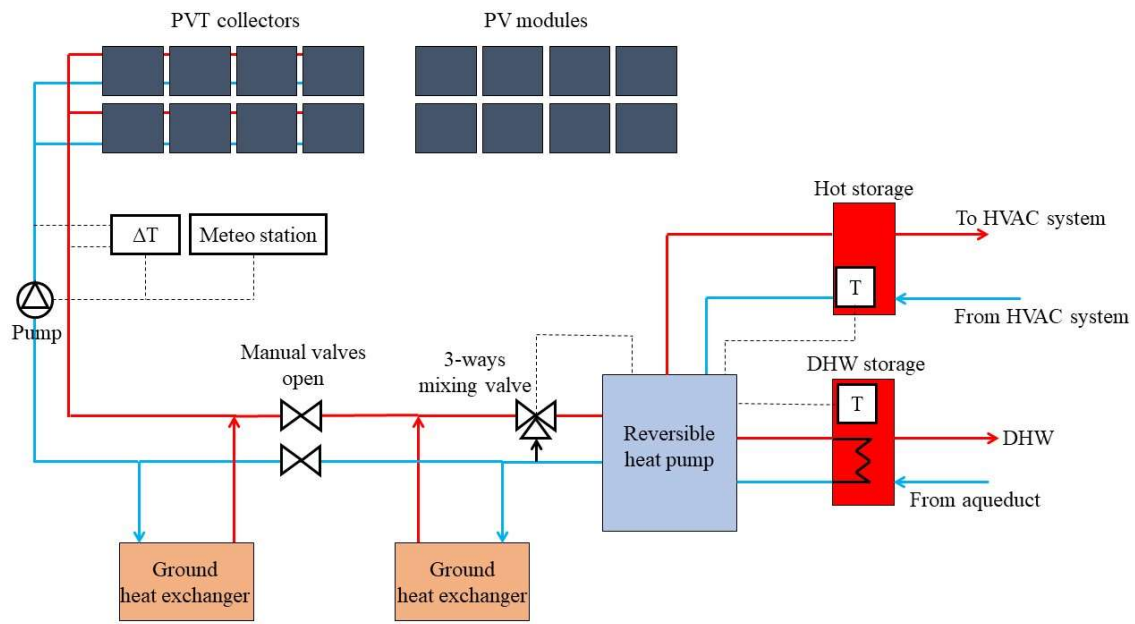 PVT collectors
PV modules
Hot storage
To HVAC system
ΔT
Meteo station
T
From HVAC system
Pump
Manual valves
open
3-ways
mixing valve
DHW storage
T
Reversible
heat pump
DHW
From aqueduct
Ground
heat exchanger
Ground
heat exchanger